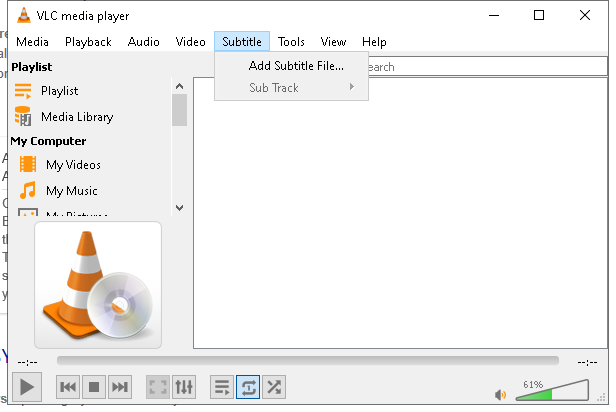 VLC media player
Media Playback Audio Video Subtitle Tools View Help
Playlist
Add Subtitle File...
Sub Track
Playlist
Media Library
My Computer
My Videos
My Music
My Pictures
--:--
--:--
61%